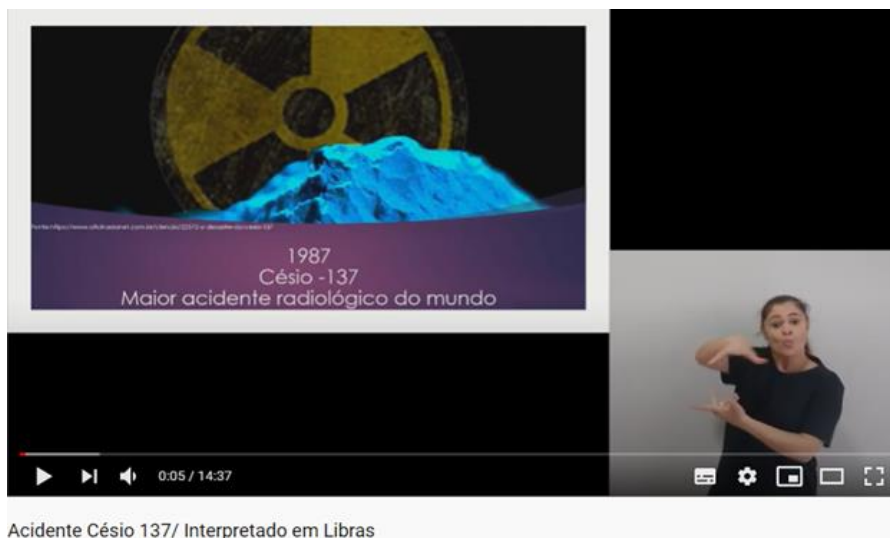 1987
Césio -137
Maior acidente radiológico do mundo
0:05 / 14:37
Acidente Césio 137/ Interpretado em Libras